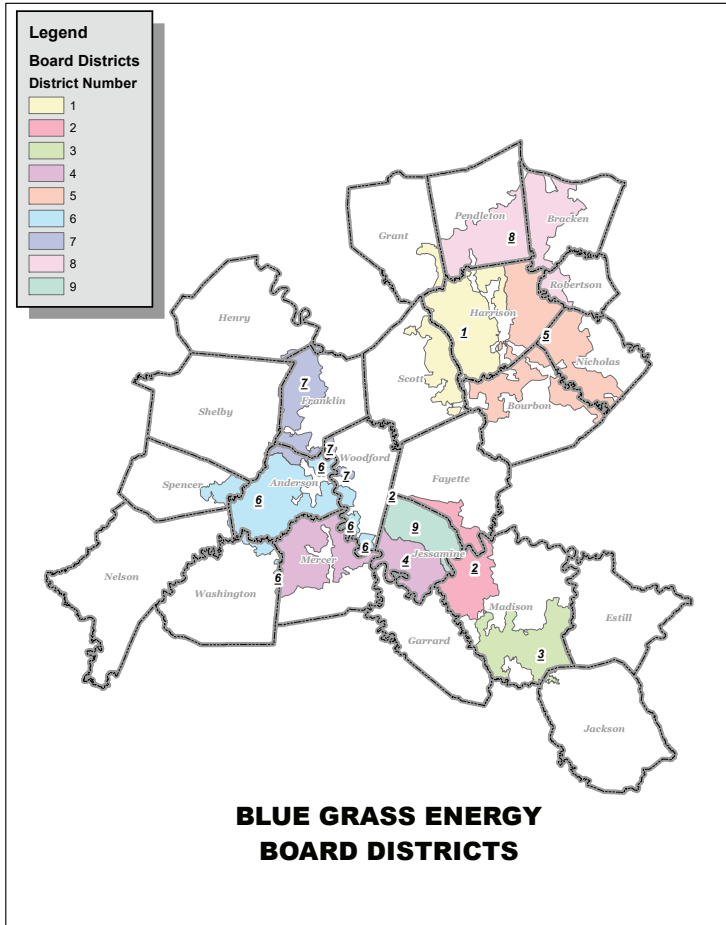 Legend
Board Districts
District Number
1
2
3
4
5
6
7
8
9
Pendleton
Bracken
8
Grant
Robertson
Henry
Harrison
1
5
Nicholas
7
Scott
Franklin
Bourbon
Shelby
7
Woodford
6
7
Fayette
Spencer
Anderson
6
2
6
9
6
Mercer
Jessamine
4
2
Nelson
6
Washington
Madison
Estill
Garrard
3
Jackson
BLUE GRASS ENERGY
BOARD DISTRICTS